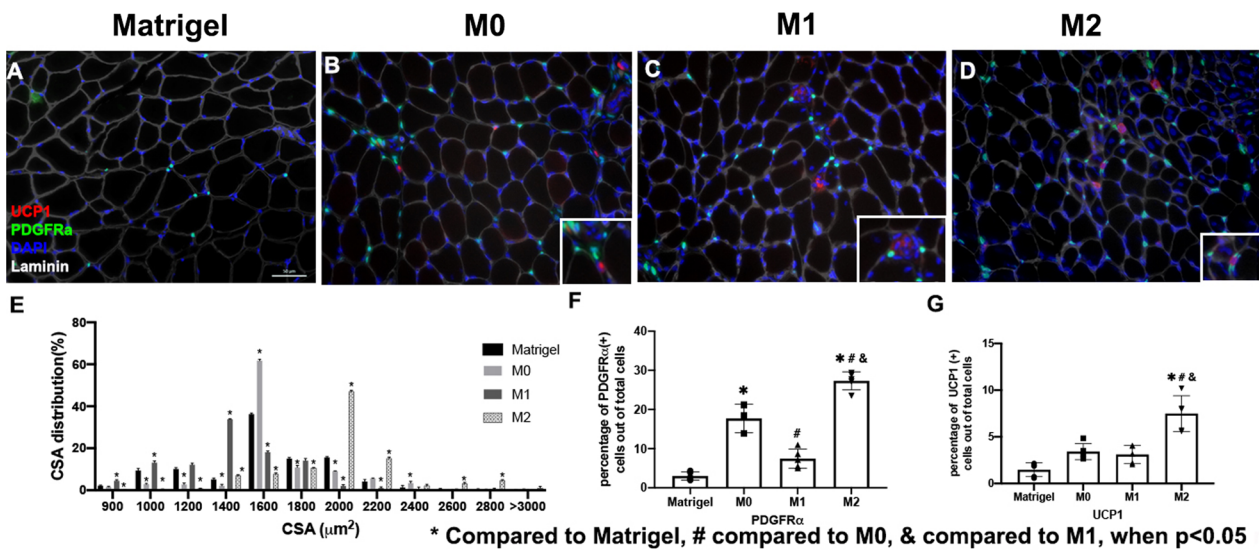 Matrigel M0 M1 M2
A B C D
UCP1
PDGFRa
DAPI
Laminin
E F G
CSA distribution(%)
80
60
40
20
0
Matrigel
M0
M1
M2
* * * * * * * * * * * * * * * * * * * * * * * * *
900 1000 1200 1400 1600 1800 2000 2200 2400 2600 2800 >3000
CSA (μm²)
percentage of PDGFRα(+)
cells out of total cells
40
30
20
10
0
* # * # &
Matrigel M0 M1 M2
PDGFRα
percentage of UCP1 (+)
cells out of total cells
15
10
5
0
* # &
Matrigel M0 M1 M2
UCP1
* Compared to Matrigel, # compared to M0, & compared to M1, when p<0.05